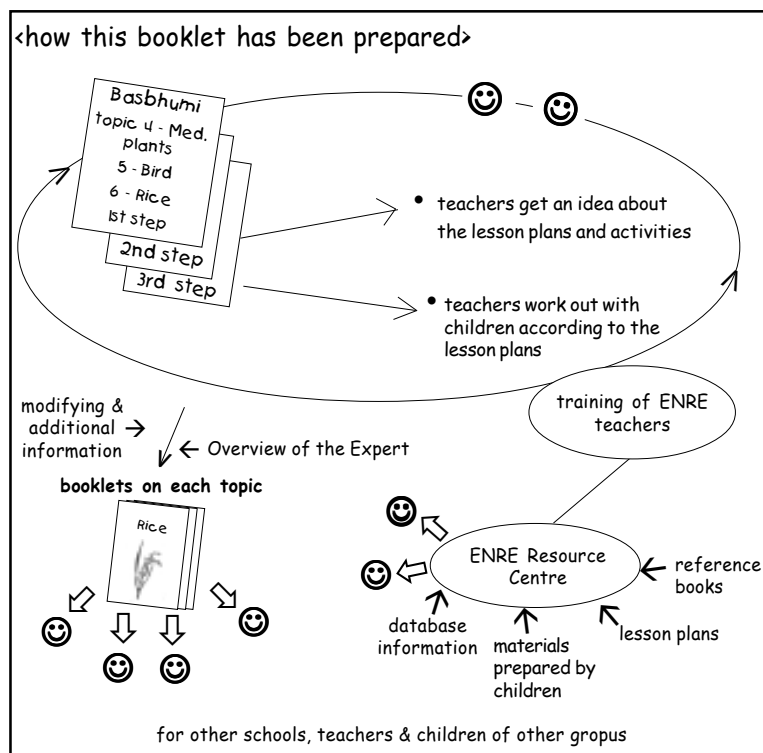 <how this booklet has been prepared>
Basbhumi
topic 4 - Med.
plants
5 - Bird
6 - Rice
1st step
2nd step
3rd step
• teachers get an idea about
the lesson plans and activities
• teachers work out with
children according to the
lesson plans
training of ENRE
teachers
modifying &
additional
information
Overview of the Expert
booklets on each topic
Rice
ENRE Resource
Centre
reference
books
lesson plans
materials
prepared by
children
database
information
for other schools, teachers & children of other gropus